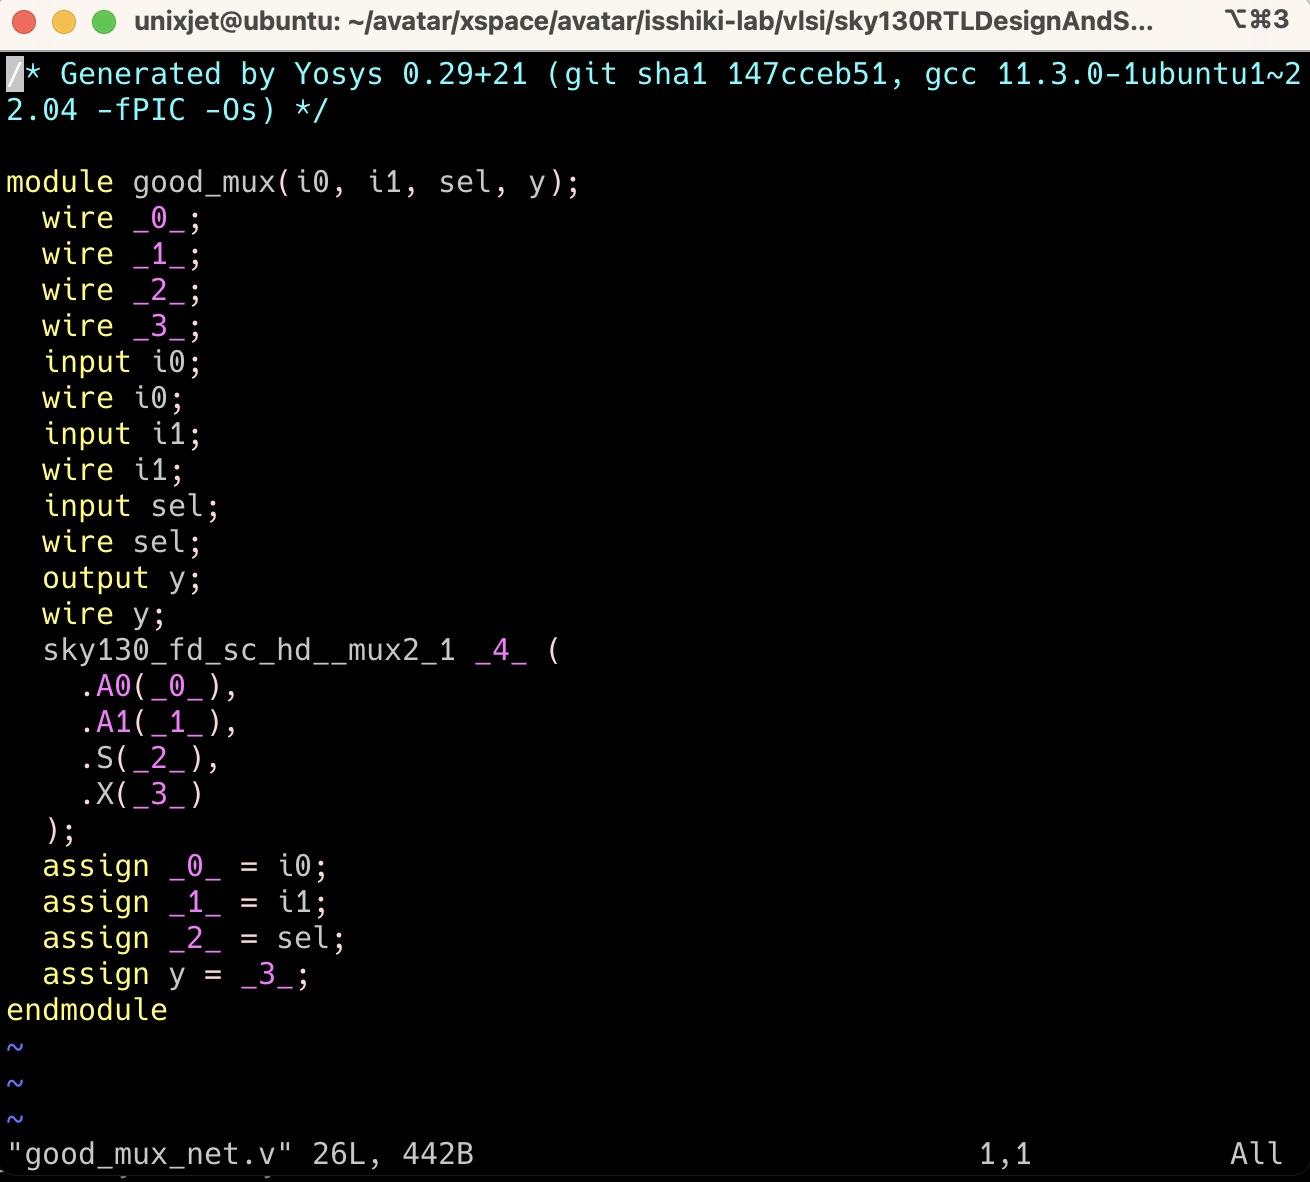 unixjet@ubuntu: ~/avatar/xspace/avatar/isshiki-lab/vlsi/sky130RTLDesignAndS... ⌥⌘3
/* Generated by Yosys 0.29+21 (git sha1 147cceb51, gcc 11.3.0-1ubuntu1~2
2.04 -fPIC -Os) */
module good_mux(i0, i1, sel, y);
  wire _0_;
  wire _1_;
  wire _2_;
  wire _3_;
  input i0;
  wire i0;
  input i1;
  wire i1;
  input sel;
  wire sel;
  output y;
  wire y;
  sky130_fd_sc_hd__mux2_1 _4_ (
    .A0(_0_),
    .A1(_1_),
    .S(_2_),
    .X(_3_)
  );
  assign _0_ = i0;
  assign _1_ = i1;
  assign _2_ = sel;
  assign y = _3_;
endmodule
~
~
~
"good_mux_net.v" 26L, 442B 1,1 All